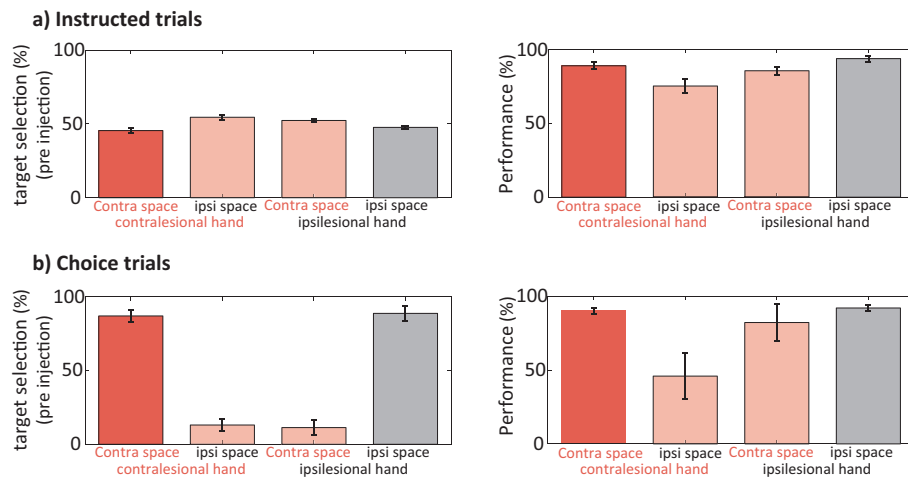 a) Instructed trials
target selection (%)
(pre injection)
100
50
0
Contra space ipsi space Contra space ipsi space
contralesional hand ipsilesional hand
Performance (%)
100
50
0
Contra space ipsi space Contra space ipsi space
contralesional hand ipsilesional hand
b) Choice trials
target selection (%)
(pre injection)
100
50
0
Contra space ipsi space Contra space ipsi space
contralesional hand ipsilesional hand
Performance (%)
100
50
0
Contra space ipsi space Contra space ipsi space
contralesional hand ipsilesional hand